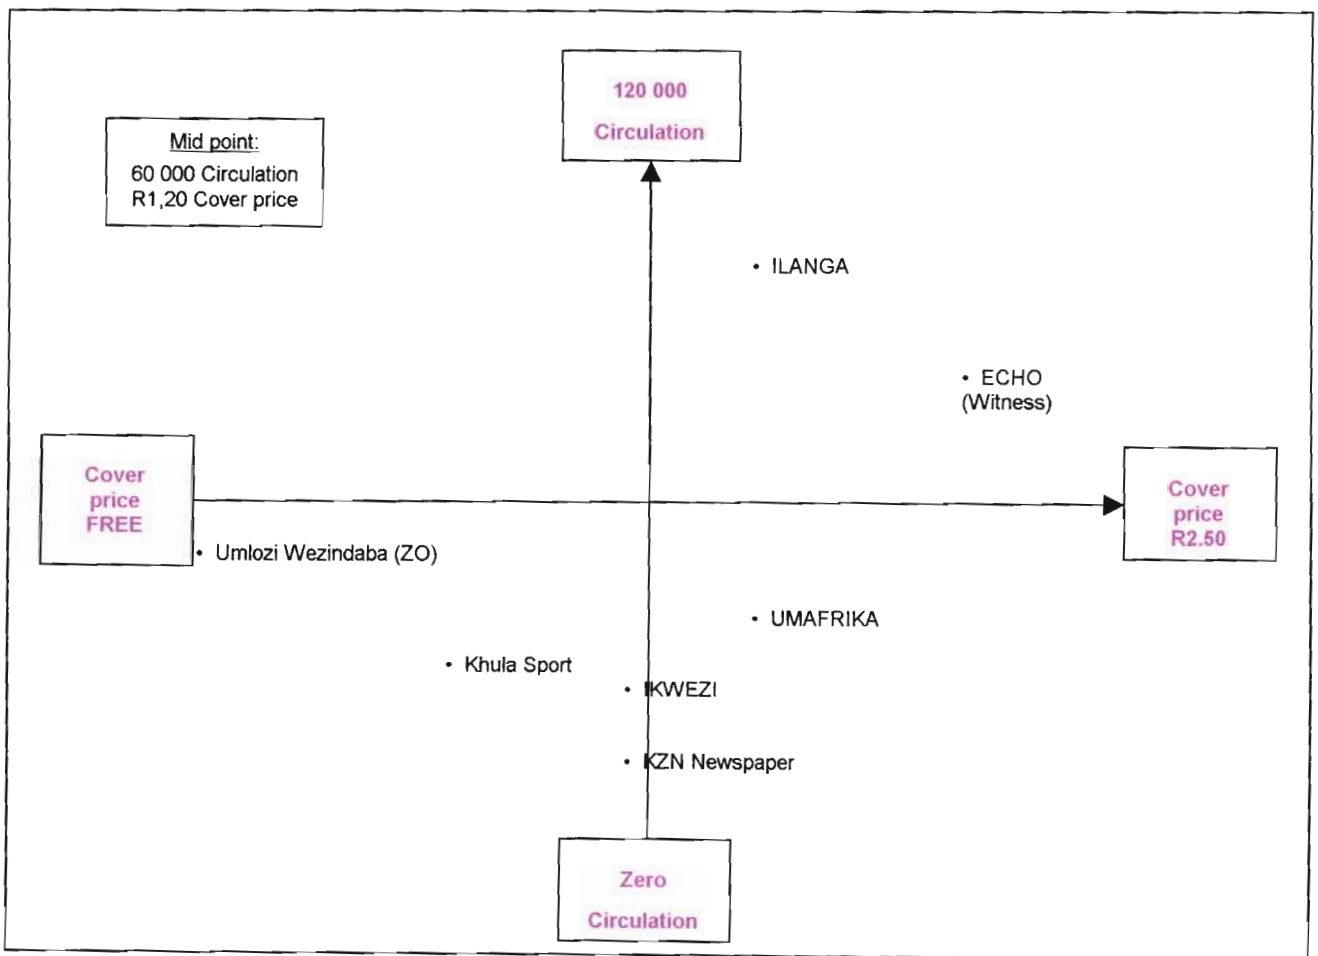 120 000
Circulation
Mid point:
60 000 Circulation
R1,20 Cover price
• ILANGA
• ECHO
(Witness)
Cover
price
FREE
Cover
price
R2.50
• Umlozi Wezindaba (ZO)
• UMAFRIKA
• Khula Sport
• IKWEZI
• KZN Newspaper
Zero
Circulation